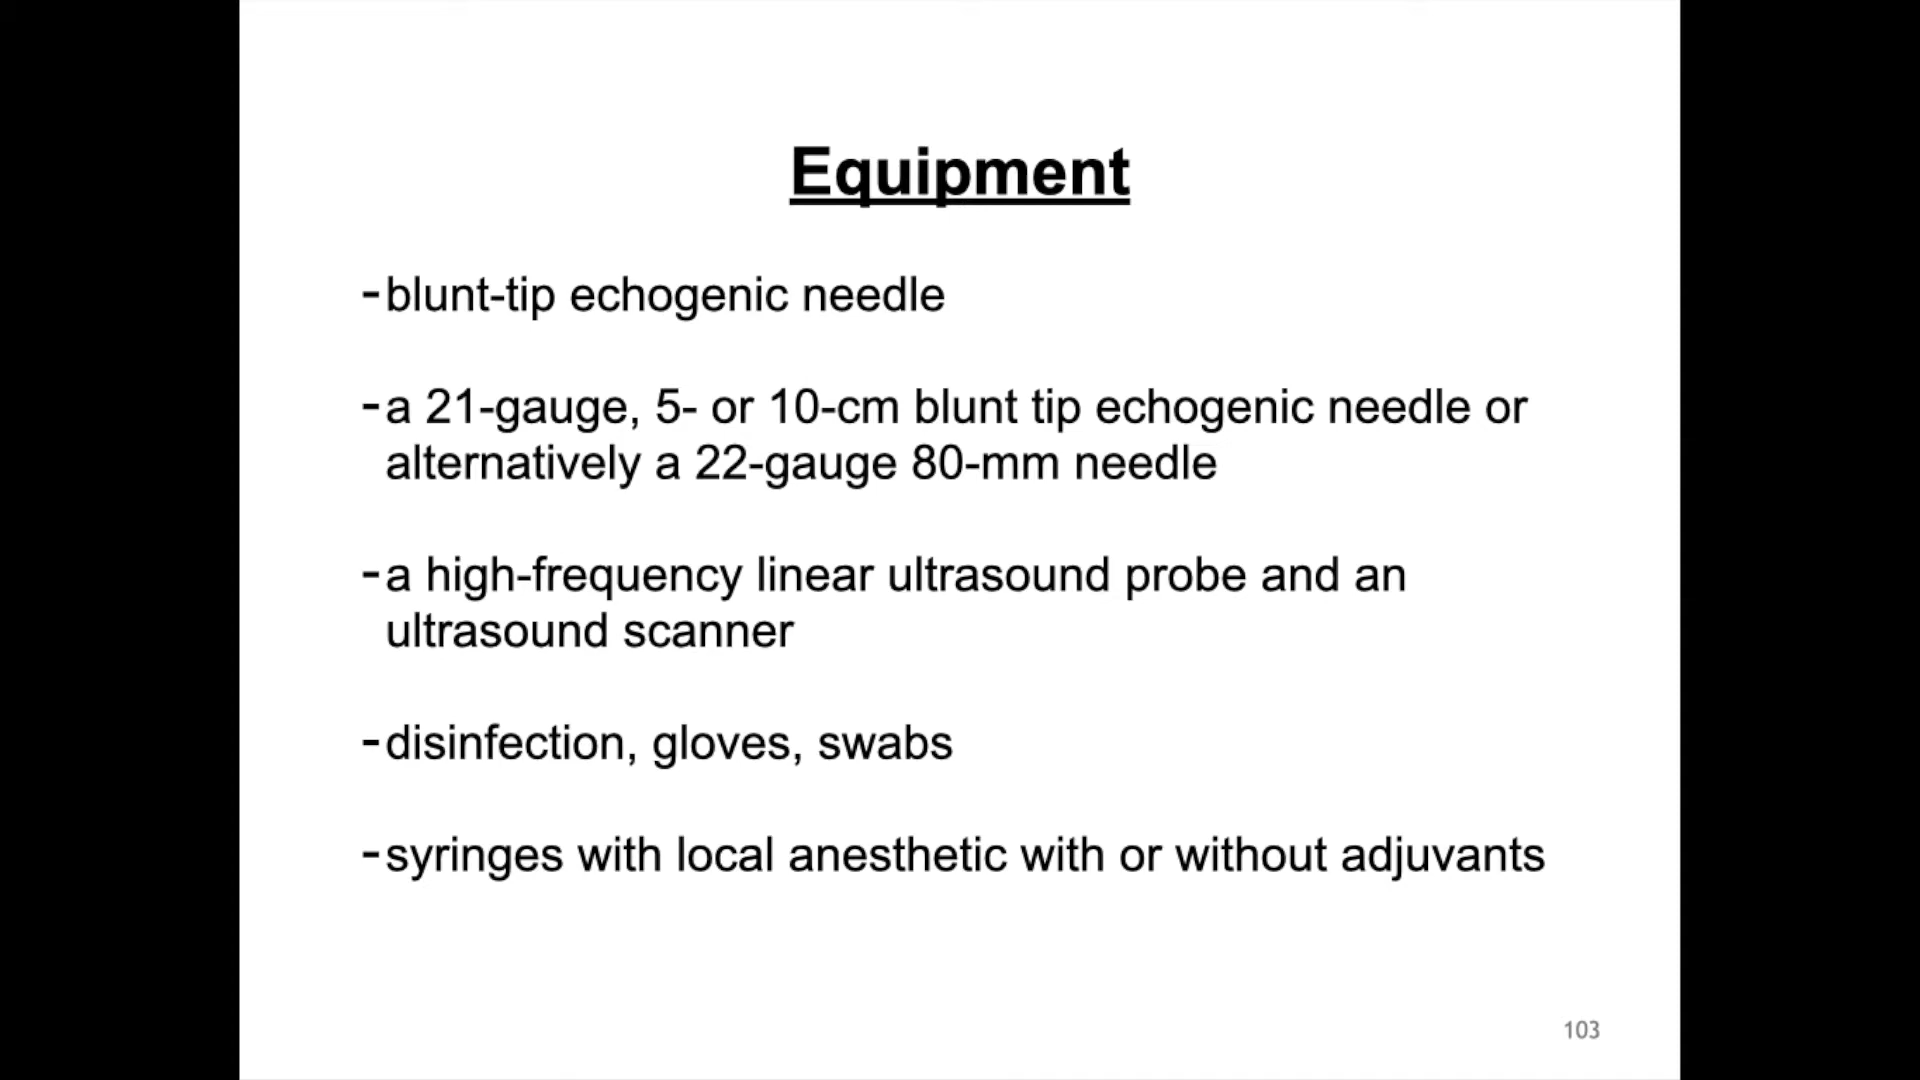 Equipment
-blunt-tip echogenic needle
-a 21-gauge, 5- or 10-cm blunt tip echogenic needle or
alternatively a 22-gauge 80-mm needle
-a high-frequency linear ultrasound probe and an
ultrasound scanner
-disinfection, gloves, swabs
-syringes with local anesthetic with or without adjuvants
103